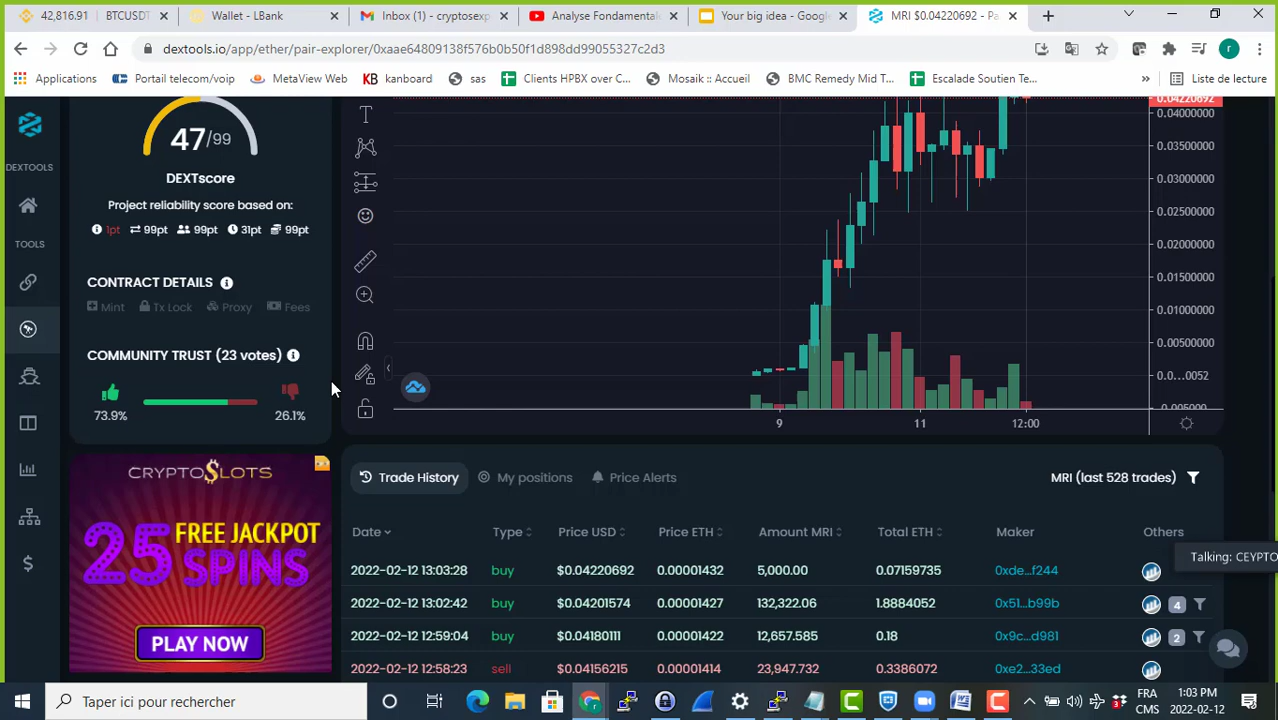 42,816.91 | BTCUSDT
Wallet - LBank
Inbox (1) - cryptosexp
Analyse Fondamental
Your big idea - Google
MRI $0.04220692 - Pa
dextools.io/app/ether/pair-explorer/0xaae64809138f576b0b50f1d898dd99055327c2d3
r
Applications
Portail telecom/voip
MetaView Web
KB kanboard
sas
Clients HPBX over C...
Mosaik :: Accueil
BMC Remedy Mid T...
Escalade Soutien Te...
»
Liste de lecture
DEXTOOLS
TOOLS
47/99
DEXTscore
Project reliability score based on:
1pt 99pt 99pt 31pt 99pt
CONTRACT DETAILS
Mint Tx Lock Proxy Fees
COMMUNITY TRUST (23 votes)
73.9% 26.1%
CRYPTO$LOTS
25 FREE JACKPOT
SPINS
PLAY NOW
0.04220692
0.04000000
0.03500000
0.03000000
0.02500000
0.02000000
0.01500000
0.01000000
0.00500000
0.0...0052
9 11 12:00
Trade History My positions Price Alerts MRI (last 528 trades)
Date Type Price USD Price ETH Amount MRI Total ETH Maker Others
Talking: CEYPTO
2022-02-12 13:03:28 buy $0.04220692 0.00001432 5,000.00 0.07159735 0xde...f244
2022-02-12 13:02:42 buy $0.04201574 0.00001427 132,322.06 1.8884052 0x51...b99b 4
2022-02-12 12:59:04 buy $0.04180111 0.00001422 12,657.585 0.18 0x9c...d981 2
2022-02-12 12:58:23 sell $0.04156215 0.00001414 23,947.732 0.3386072 0xe2...33ed
Taper ici pour rechercher
FRA
CMS
1:03 PM
2022-02-12